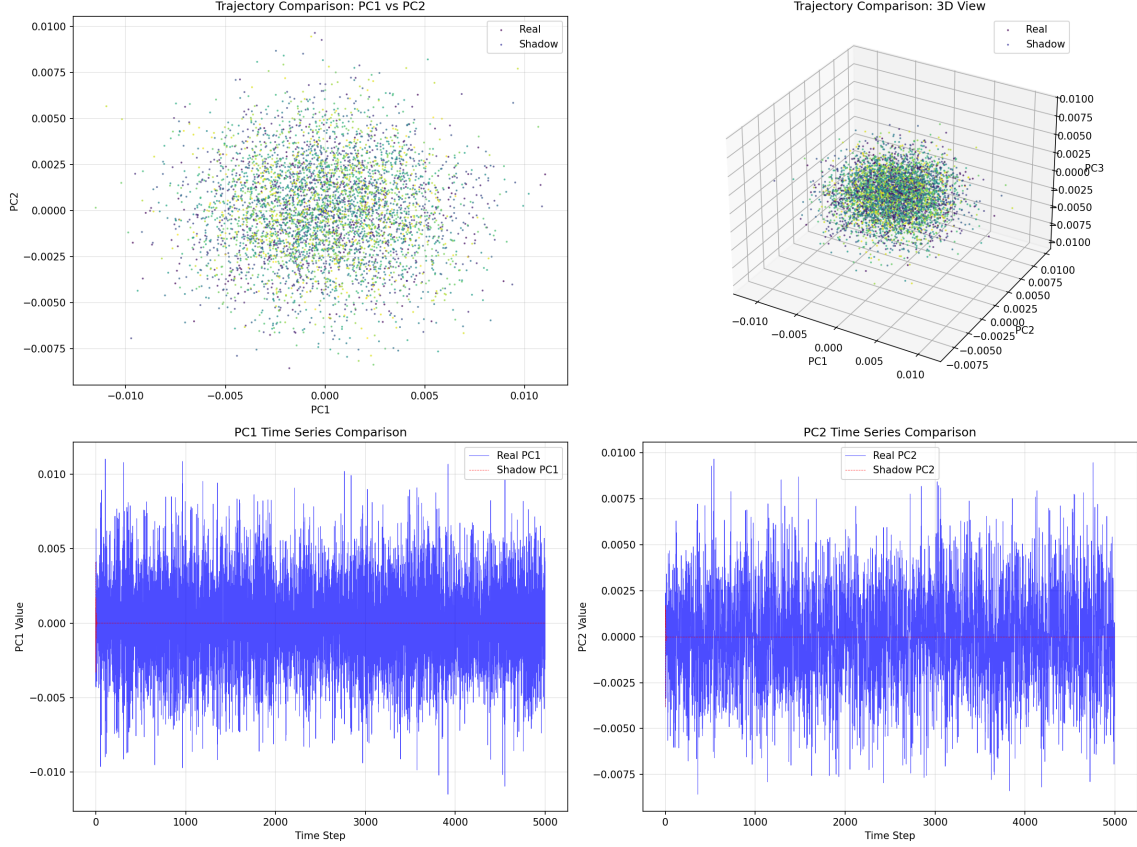 Trajectory Comparison: PC1 vs PC2
Real
Shadow
0.0100
0.0075
0.0050
0.0025
0.0000
−0.0025
−0.0050
−0.0075
PC2
−0.010
−0.005
0.000
0.005
0.010
PC1
Trajectory Comparison: 3D View
Real
Shadow
0.0100
0.0075
0.0050
0.0025
0.0000
−0.0025
−0.0050
−0.0075
−0.0100
PC3
0.0100
0.0075
0.0050
0.0025
0.0000
−0.0025
−0.0050
−0.0075
PC2
−0.010
−0.005
0.000
0.005
0.010
PC1
PC1 Time Series Comparison
Real PC1
Shadow PC1
0.010
0.005
0.000
−0.005
−0.010
PC1 Value
0
1000
2000
3000
4000
5000
Time Step
PC2 Time Series Comparison
Real PC2
Shadow PC2
0.0100
0.0075
0.0050
0.0025
0.0000
−0.0025
−0.0050
−0.0075
PC2 Value
0
1000
2000
3000
4000
5000
Time Step